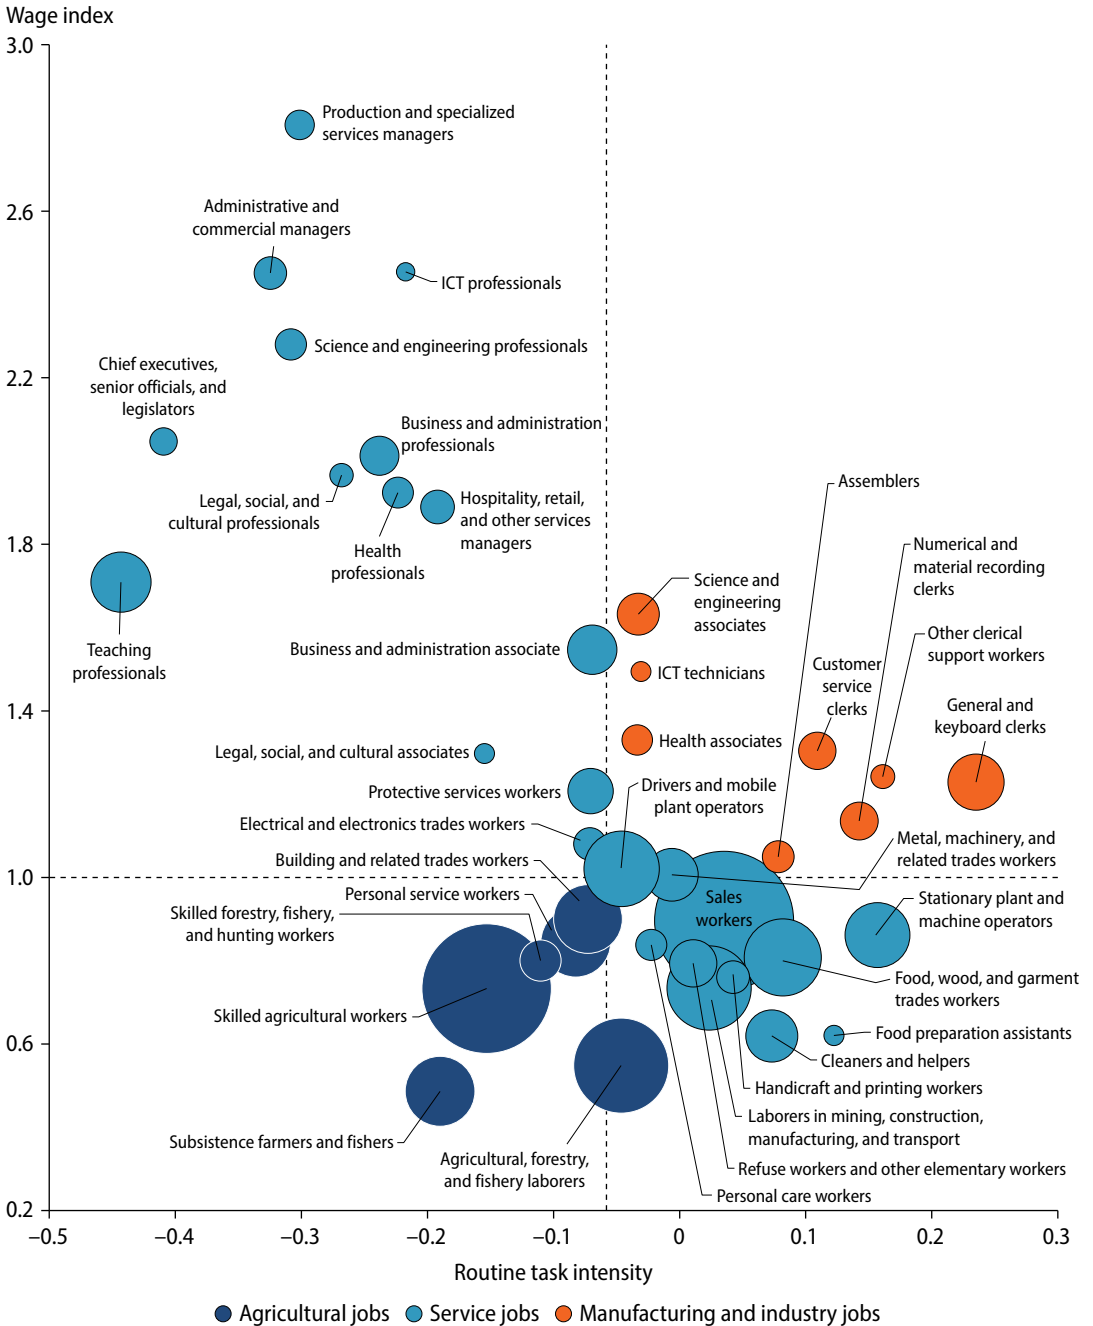 Wage index
3.0
2.6
2.2
1.8
1.4
1.0
0.6
0.2
Production and specialized
services managers
Administrative and
commercial managers
ICT professionals
Science and engineering professionals
Chief executives,
senior officials, and
legislators
Business and administration
professionals
Legal, social, and
cultural professionals
Hospitality, retail,
and other services
managers
Health
professionals
Teaching
professionals
Assemblers
Numerical and
material recording
clerks
Science and
engineering
associates
Other clerical
support workers
Business and administration associate
ICT technicians
Customer
service
clerks
General and
keyboard clerks
Legal, social, and cultural associates
Health associates
Protective services workers
Drivers and mobile
plant operators
Electrical and electronics trades workers
Metal, machinery, and
related trades workers
Building and related trades workers
Personal service workers
Sales
workers
Stationary plant and
machine operators
Skilled forestry, fishery,
and hunting workers
Food, wood, and garment
trades workers
Skilled agricultural workers
Food preparation assistants
Cleaners and helpers
Handicraft and printing workers
Laborers in mining, construction,
manufacturing, and transport
Subsistence farmers and fishers
Agricultural, forestry,
and fishery laborers
Refuse workers and other elementary workers
Personal care workers
–0.5
–0.4
–0.3
–0.2
–0.1
0
0.1
0.2
0.3
Routine task intensity
Agricultural jobs
Service jobs
Manufacturing and industry jobs